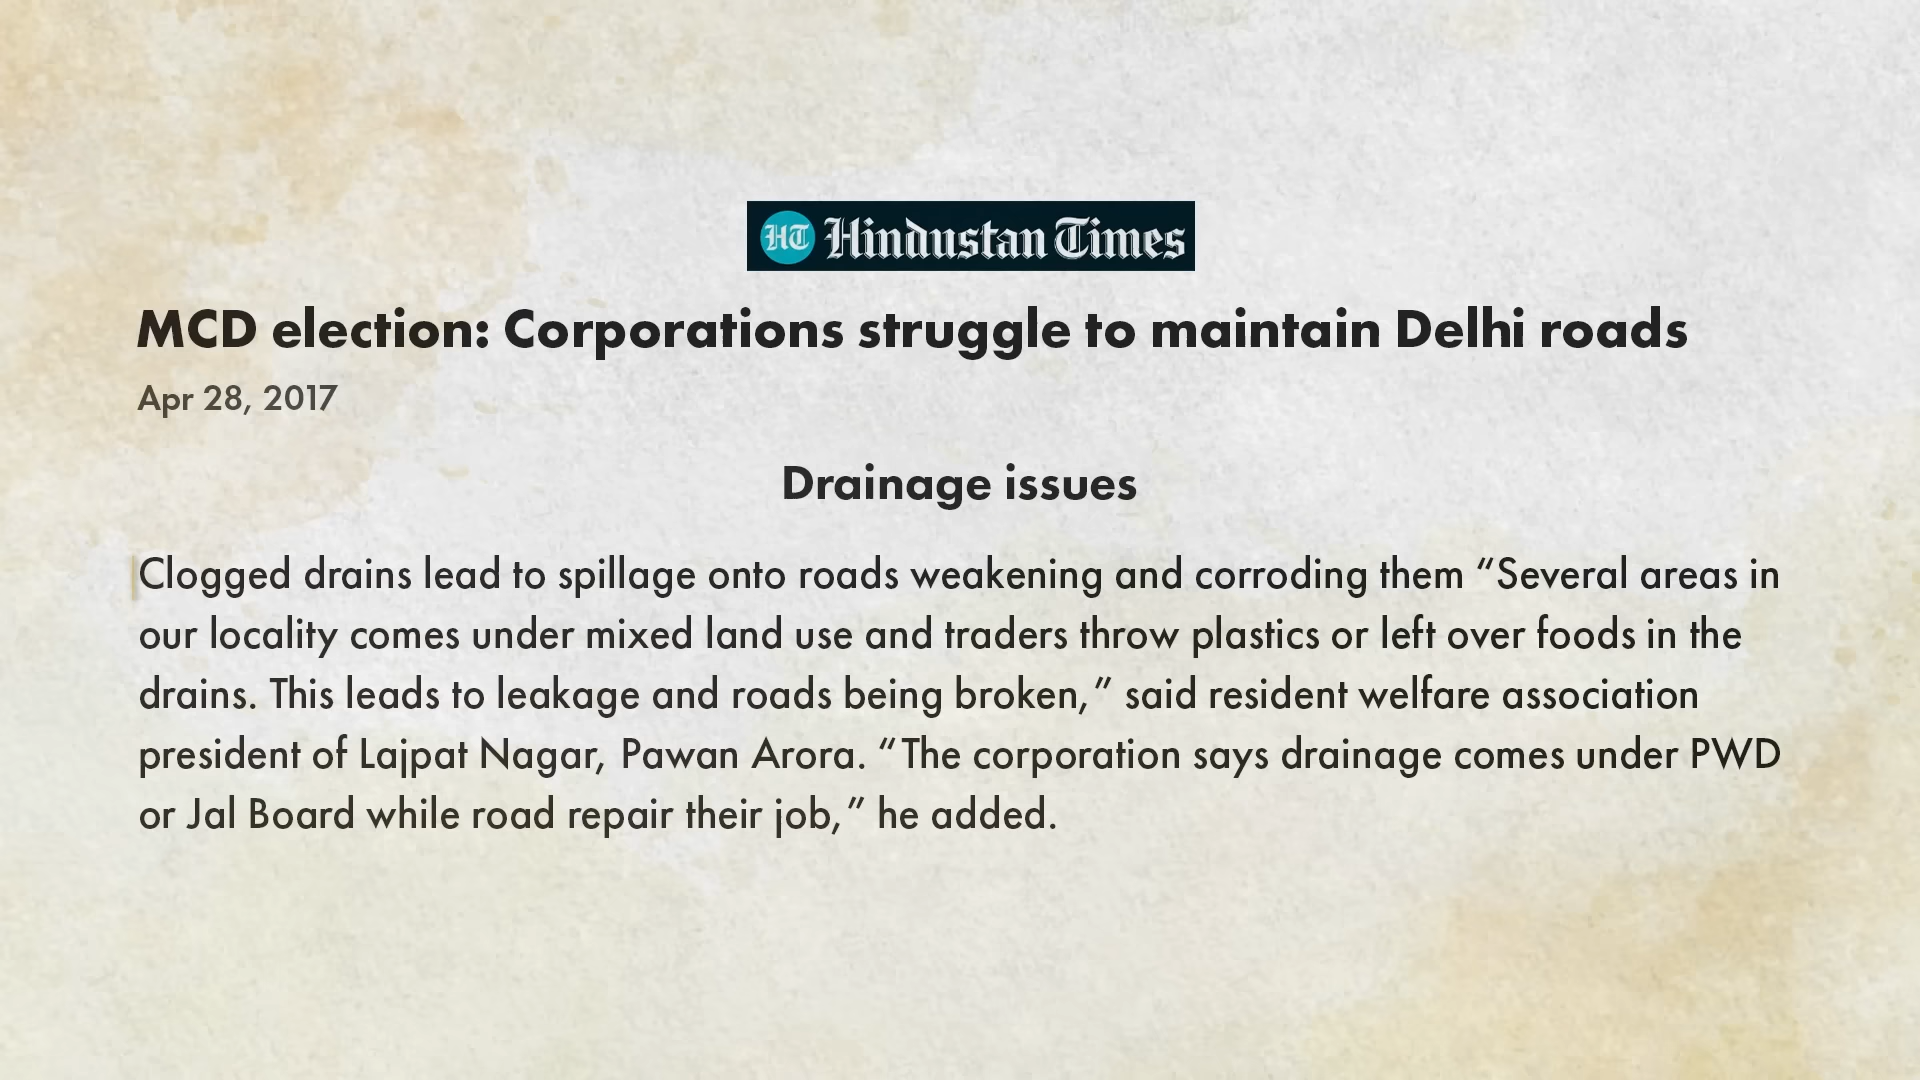 HT Hindustan Times
MCD election: Corporations struggle to maintain Delhi roads
Apr 28, 2017
Drainage issues
Clogged drains lead to spillage onto roads weakening and corroding them “Several areas in
our locality comes under mixed land use and traders throw plastics or left over foods in the
drains. This leads to leakage and roads being broken,” said resident welfare association
president of Lajpat Nagar, Pawan Arora. “The corporation says drainage comes under PWD
or Jal Board while road repair their job,” he added.